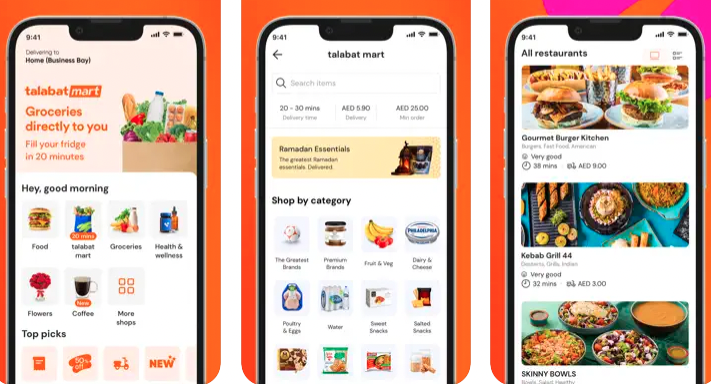 9:41
Delivering to
Home (Business Bay)
talabat mart
Groceries
directly to you
Fill your fridge
in 20 minutes
Hey, good morning
30 mins
Food
talabat
mart
Groceries
Health &
wellness
New
Flowers
Coffee
More
shops
Top picks
50%
off
NEW
9:41
talabat mart
Search items
20 - 30 mins
Delivery time
AED 5.90
Delivery
AED 25.00
Min order
Ramadan Essentials
The greatest Ramadan
essentials. Delivered.
Shop by category
PHILADELPHIA
The Greatest
Brands
Premium
Brands
Fruit & Veg
Dairy &
Cheese
Poultry
& Eggs
Water
Sweet
Snacks
Salted
Snacks
9:41
All restaurants
Gourmet Burger Kitchen
Burgers, Fast Food, American
Very good
38 mins
AED 9.00
Kebab Grill 44
Desserts, Grills, Indian
Very good
32 mins
AED 3.00
SKINNY BOWLS
Bowls, Salad, Healthy